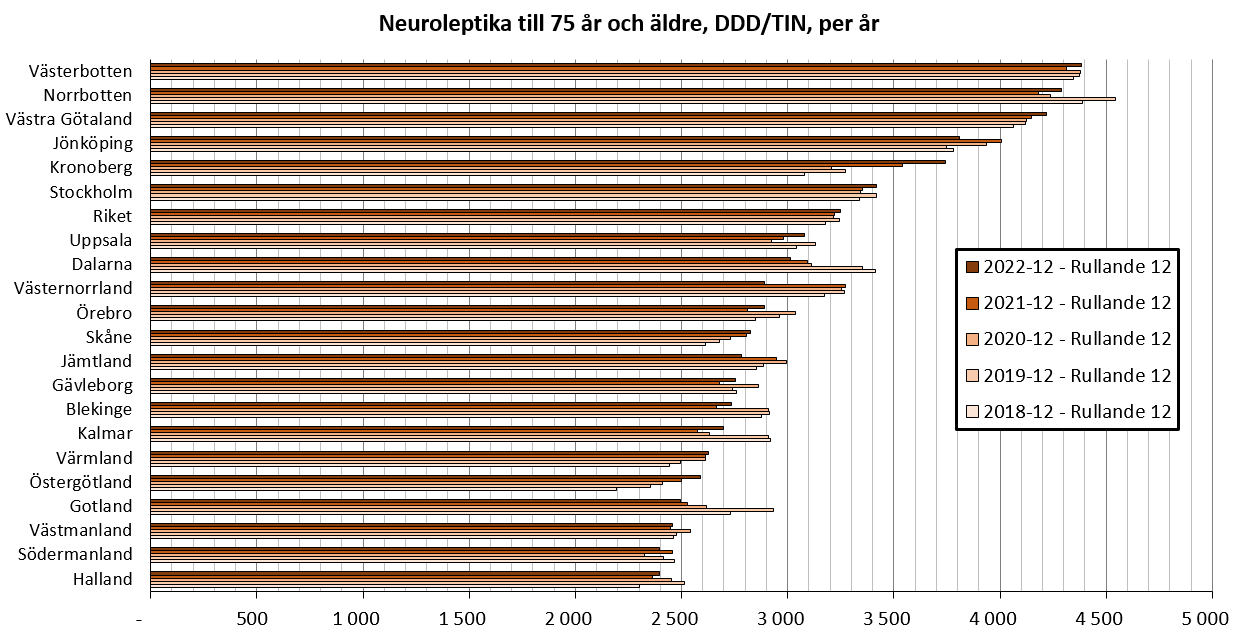 Neuroleptika till 75 år och äldre, DDD/TIN, per år
Västerbotten
Norrbotten
Västra Götaland
Jönköping
Kronoberg
Stockholm
Riket
Uppsala
Dalarna
Västernorrland
Örebro
Skåne
Jämtland
Gävleborg
Blekinge
Kalmar
Värmland
Östergötland
Gotland
Västmanland
Södermanland
Halland
2022-12 - Rullande 12
2021-12 - Rullande 12
2020-12 - Rullande 12
2019-12 - Rullande 12
2018-12 - Rullande 12
- 500 1 000 1 500 2 000 2 500 3 000 3 500 4 000 4 500 5 000